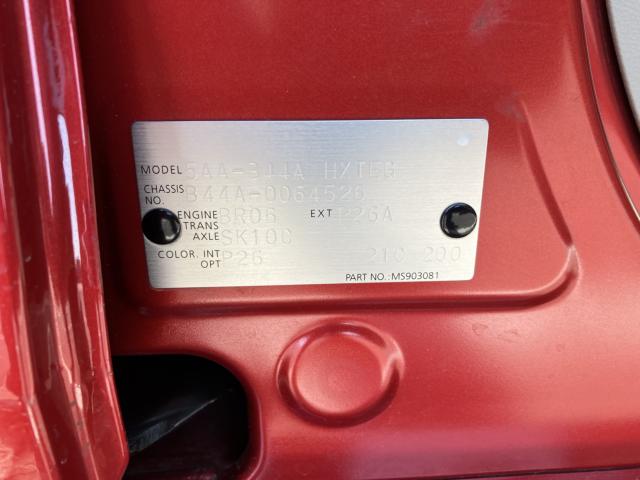 MODEL 5AA-B44A HXTEG
CHASSIS NO. B44A-0064526
ENGINE BR06 EXT P26A
TRANS AXLE SK10C
COLOR. INT P26 21C 200
OPT
PART NO.: MS903081